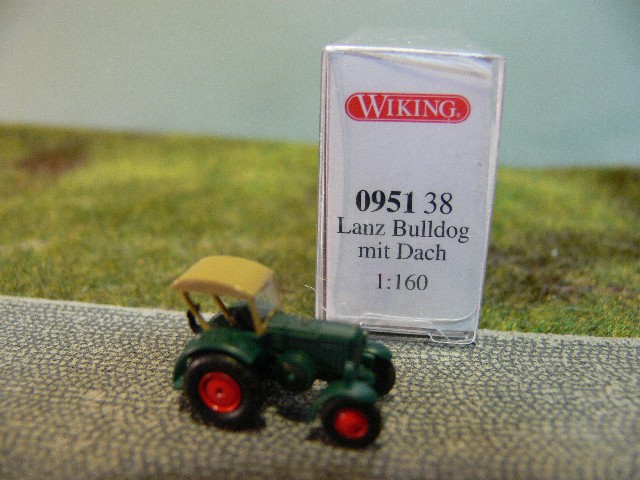 WIKING®
0951 38
Lanz Bulldog
mit Dach
1:160